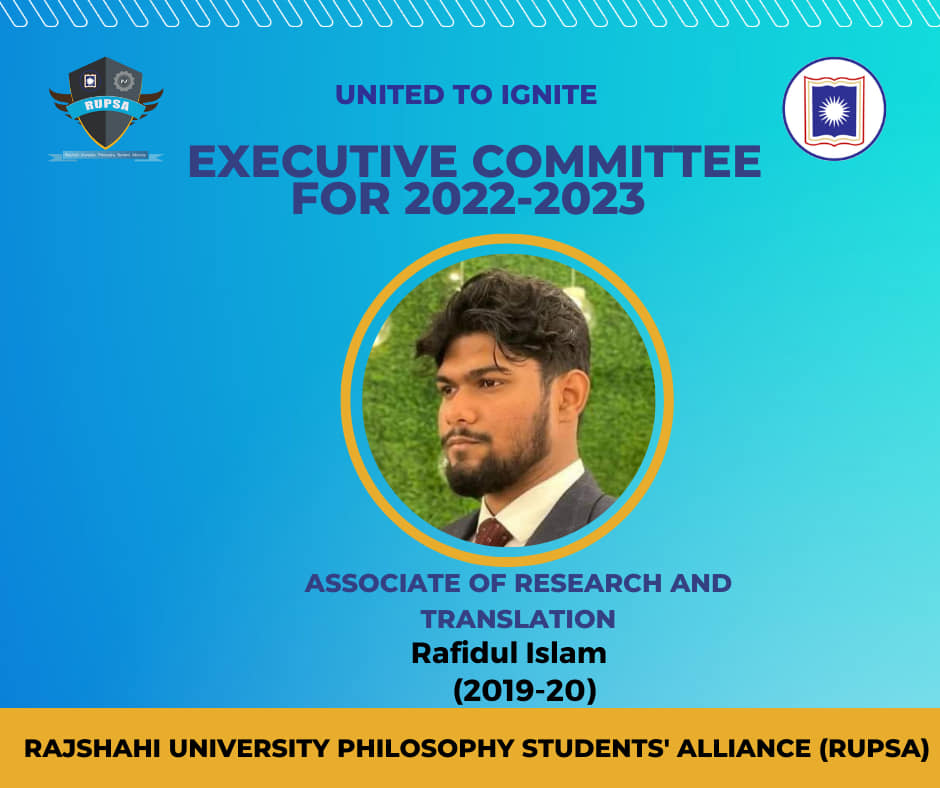 RUPSA
UNITED TO IGNITE
EXECUTIVE COMMITTEE
FOR 2022-2023
ASSOCIATE OF RESEARCH AND
TRANSLATION
Rafidul Islam
(2019-20)
RAJSHAHI UNIVERSITY PHILOSOPHY STUDENTS' ALLIANCE (RUPSA)